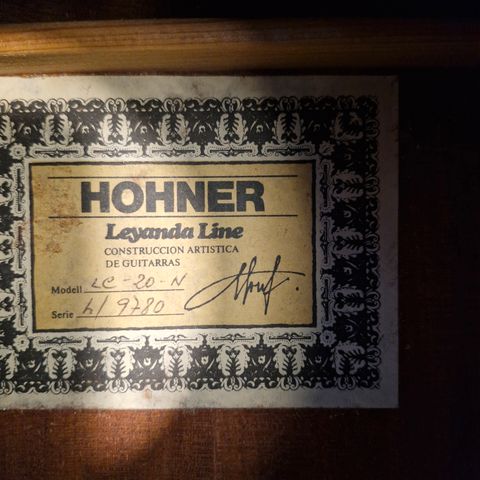 HOHNER
Leyanda Line
CONSTRUCCION ARTISTICA
DE GUITARRAS
Modell LC-20-N
Serie h/9780